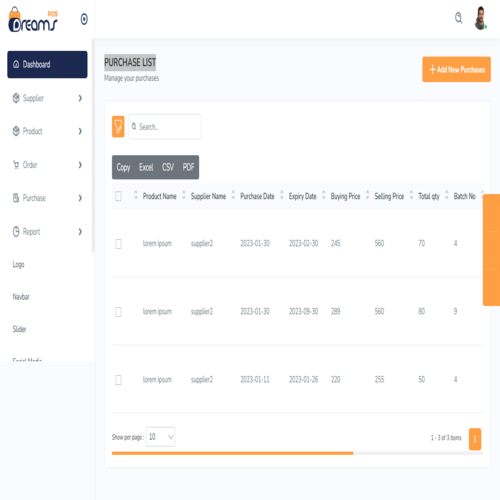 POS
Dreams
Dashboard
Supplier
Product
Order
Purchase
Report
Logo
Navbar
Slider
Social Media
PURCHASE LIST
Manage your purchases
+ Add New Purchases
Search...
Copy Excel CSV PDF
Product Name Supplier Name Purchase Date Expiry Date Buying Price Selling Price Total qty Batch No
lorem ipsum supplier2 2023-01-30 2023-02-30 245 560 70 4
lorem ipsum supplier2 2023-01-30 2023-09-30 289 560 80 9
lorem ipsum supplier2 2023-01-11 2023-01-26 220 255 50 4
Show per page: 10 1 - 3 of 3 items 1